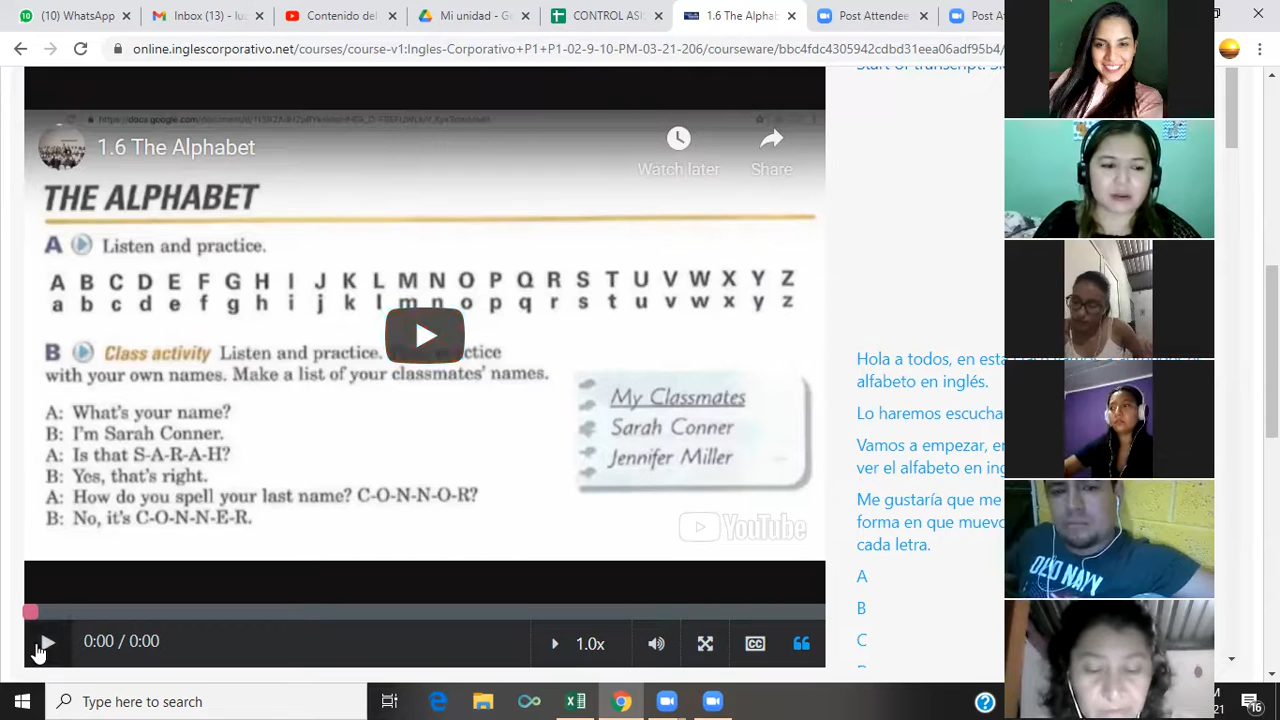 (10) WhatsApp
Contenido del
Mi unidad - G
CONTROL ASI
1.6 The Alphab
Post Attendee
Post At
online.inglescorporativo.net/courses/course-v1:Ingles-Corporativo+P1+P1-02-9-10-PM-03-21-206/courseware/bbc4fdc4305942cdbd31eea06adf95b4/
1.6 The Alphabet
Watch later
Share
THE ALPHABET
A Listen and practice.
A B C D E F G H I J K L M N O P Q R S T U V W X Y Z
a b c d e f g h i j k l m n o p q r s t u v w x y z
B Class activity Listen and practice.
with your own names. Make a list of your classmates' names.
A: What's your name?
B: I'm Sarah Conner.
A: Is that S-A-R-A-H?
B: Yes, that's right.
A: How do you spell your last name? C-O-N-N-O-R?
B: No, it's C-O-N-N-E-R.
My Classmates
Sarah Conner
Jennifer Miller
YouTube
0:00 / 0:00
1.0x
CC
Hola a todos, en esta
alfabeto en inglés.
Lo haremos escucha
Vamos a empezar, en
ver el alfabeto en ing
Me gustaría que me
forma en que muevo
cada letra.
A
B
C
OLD NAVY
Type here to search
16